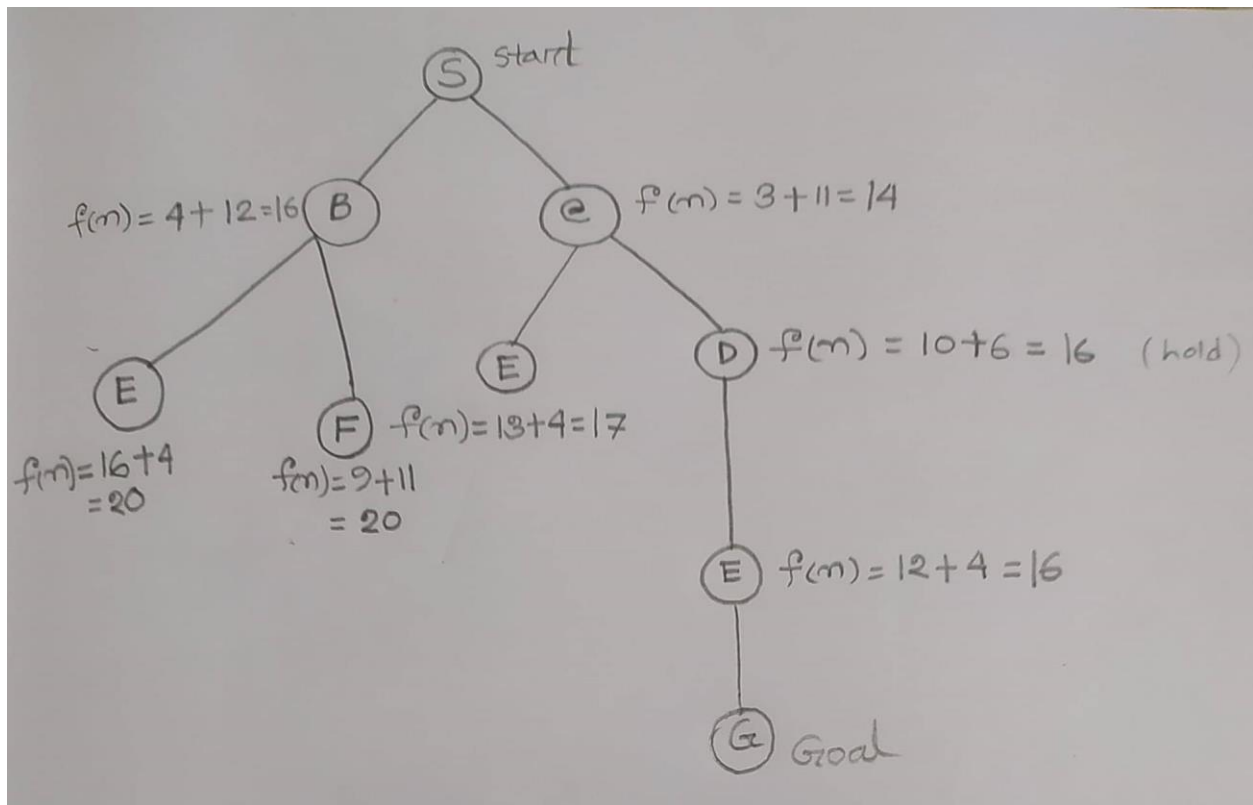 S start
f(n) = 4 + 12 = 16 B
C f(n) = 3 + 11 = 14
E
E
D f(n) = 10 + 6 = 16 (hold)
F f(n) = 13 + 4 = 17
f(n) = 16 + 4
= 20
f(n) = 9 + 11
= 20
E f(n) = 12 + 4 = 16
G Goal